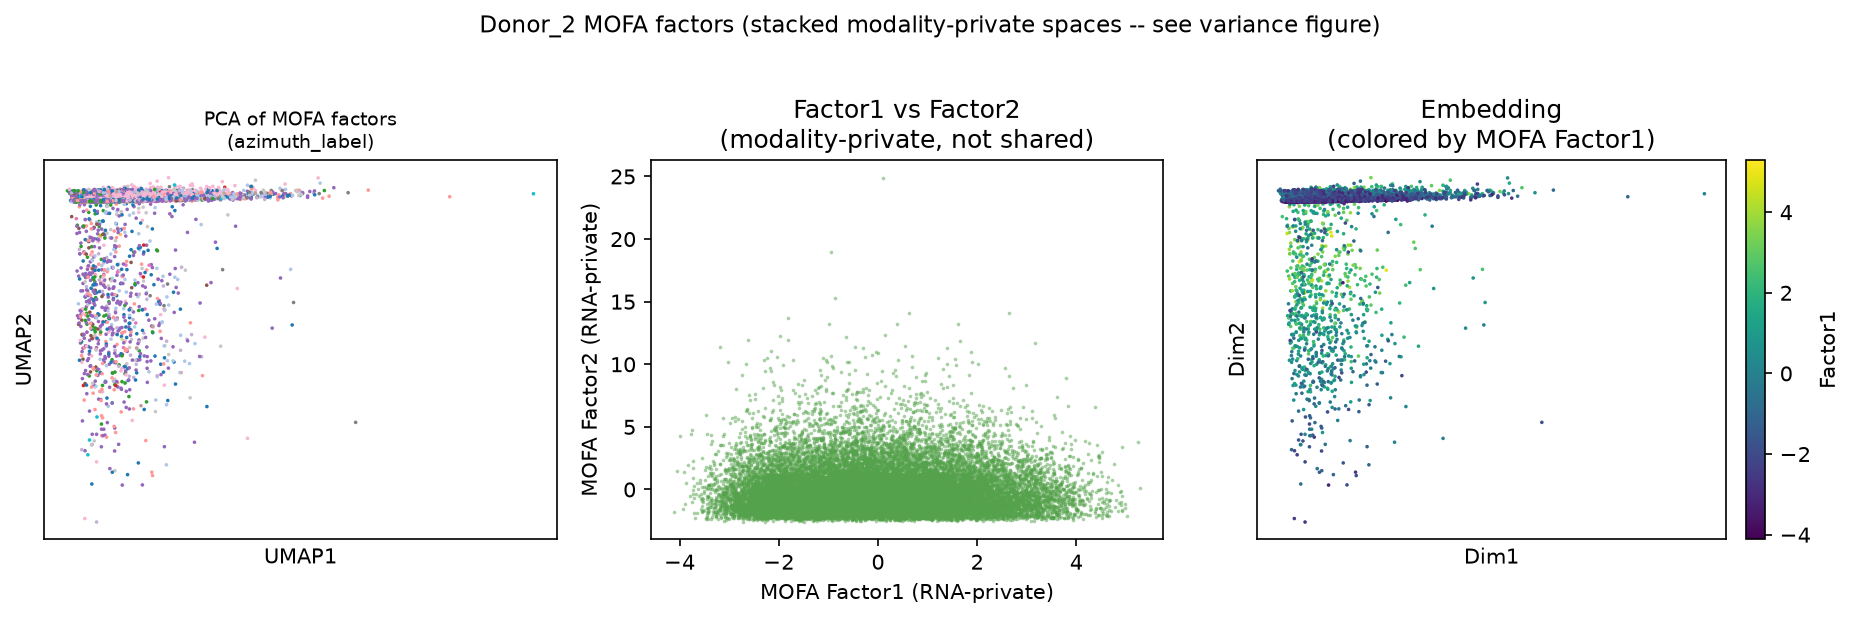 Donor_2 MOFA factors (stacked modality-private spaces -- see variance figure)
PCA of MOFA factors
(azimuth_label)
UMAP2
UMAP1
Factor1 vs Factor2
(modality-private, not shared)
MOFA Factor2 (RNA-private)
25
20
15
10
5
0
−4
−2
0
2
4
MOFA Factor1 (RNA-private)
Embedding
(colored by MOFA Factor1)
Dim2
Dim1
4
2
0
−2
−4
Factor1